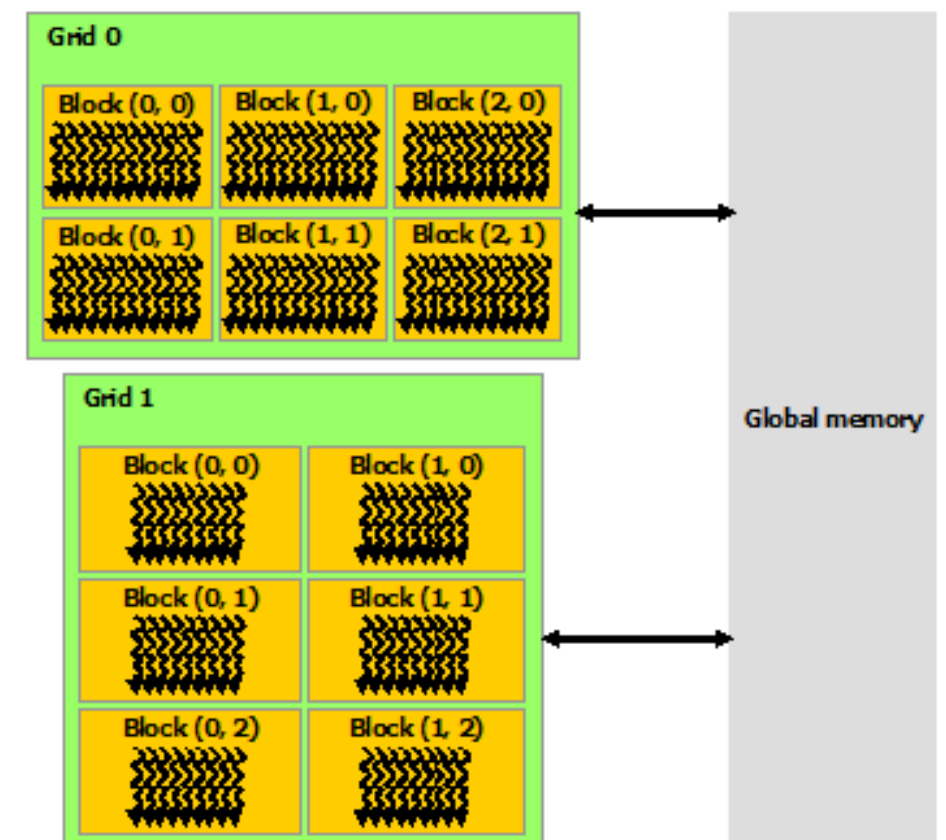 Grid 0
Block (0, 0)
Block (1, 0)
Block (2, 0)
Block (0, 1)
Block (1, 1)
Block (2, 1)
Grid 1
Global memory
Block (0, 0)
Block (1, 0)
Block (0, 1)
Block (1, 1)
Block (0, 2)
Block (1, 2)